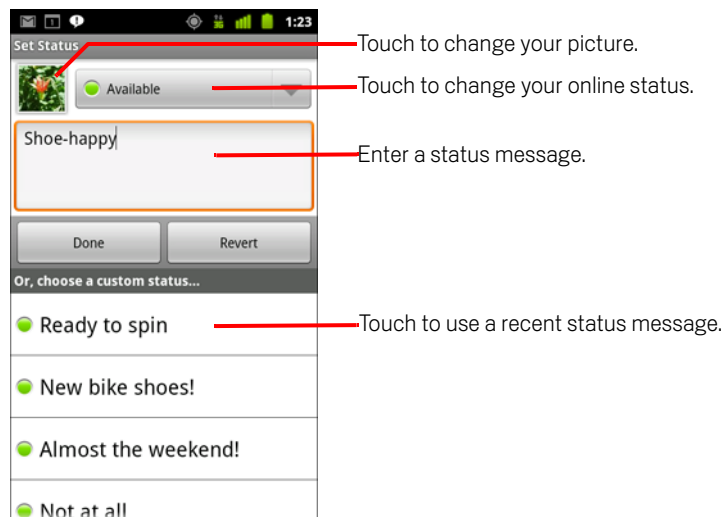 1:23
Set Status
Touch to change your picture.
Available
Touch to change your online status.
Shoe-happy
Enter a status message.
Done Revert
Or, choose a custom status...
Ready to spin
Touch to use a recent status message.
New bike shoes!
Almost the weekend!
Not at all